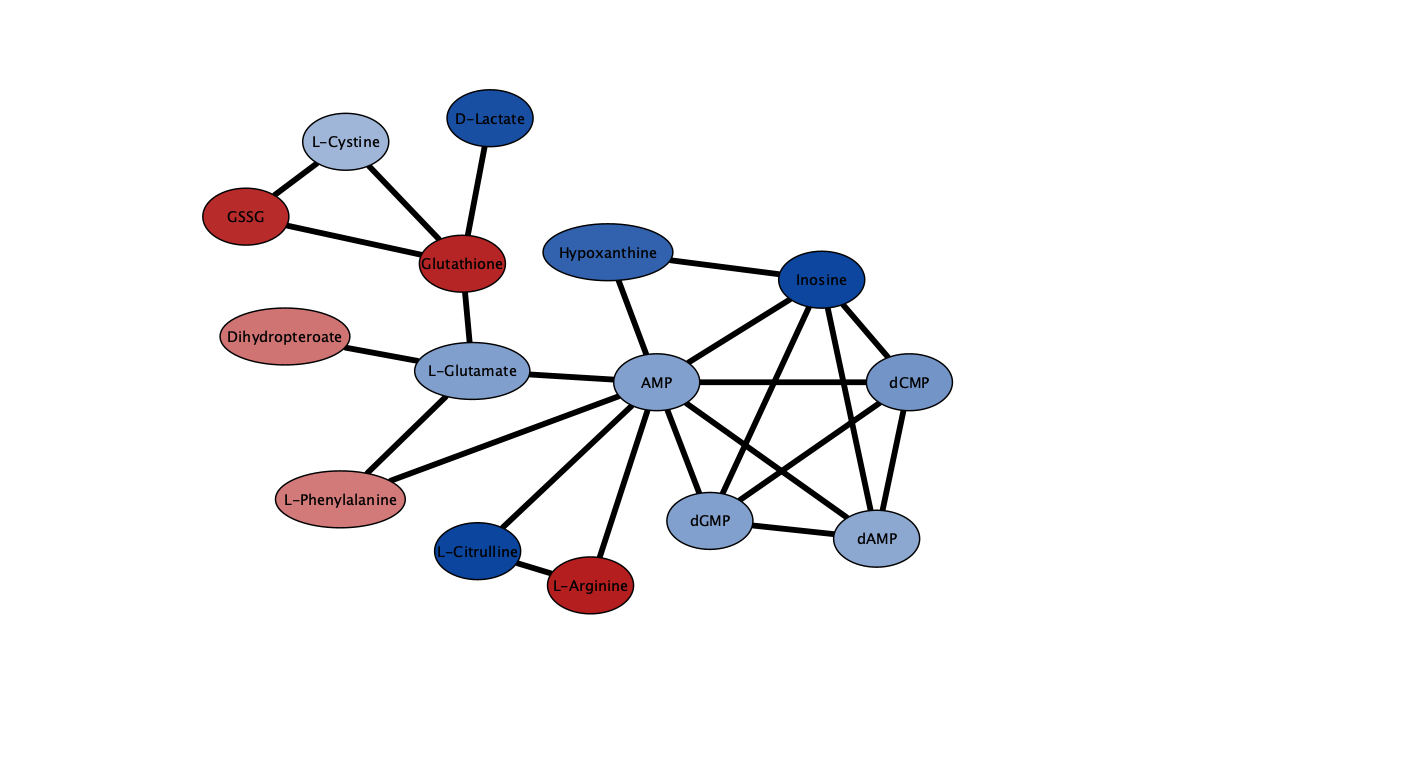 D-Lactate
L-Cystine
GSSG
Glutathione
Hypoxanthine
Inosine
Dihydropteroate
L-Glutamate
AMP
dCMP
L-Phenylalanine
dGMP
dAMP
L-Citrulline
L-Arginine